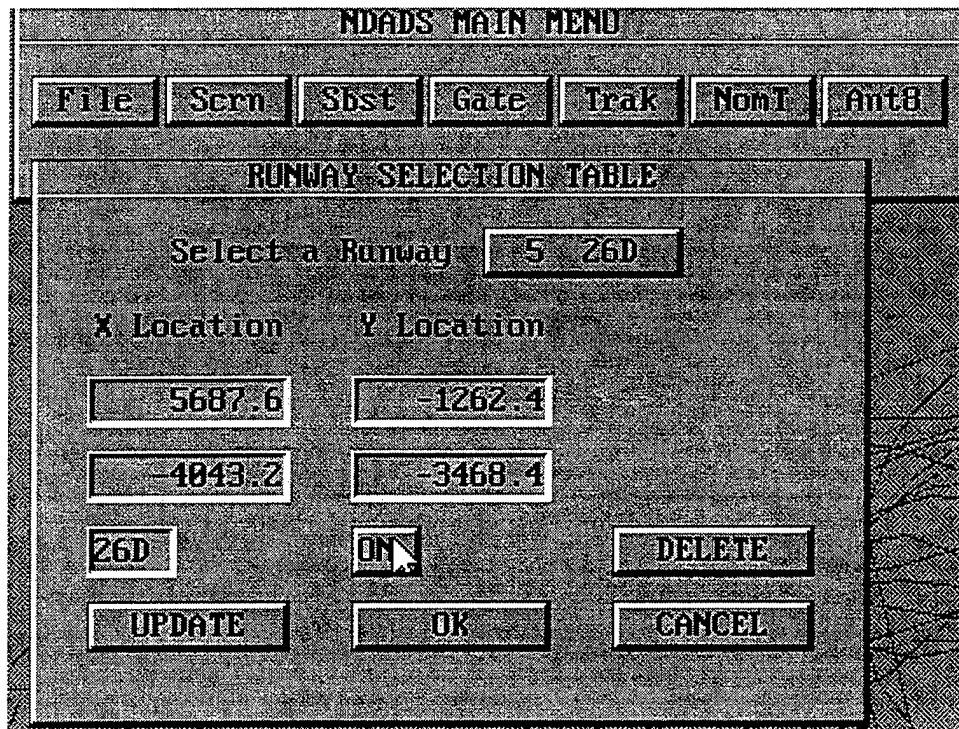 NDADS MAIN MENU
File Scrn Sbst Gate Trak NomT Ant8
RUNWAY SELECTION TABLE
Select a Runway 5 26D
X Location Y Location
5687.6 -1262.4
-4043.2 -3468.4
26D ON DELETE
UPDATE OK CANCEL